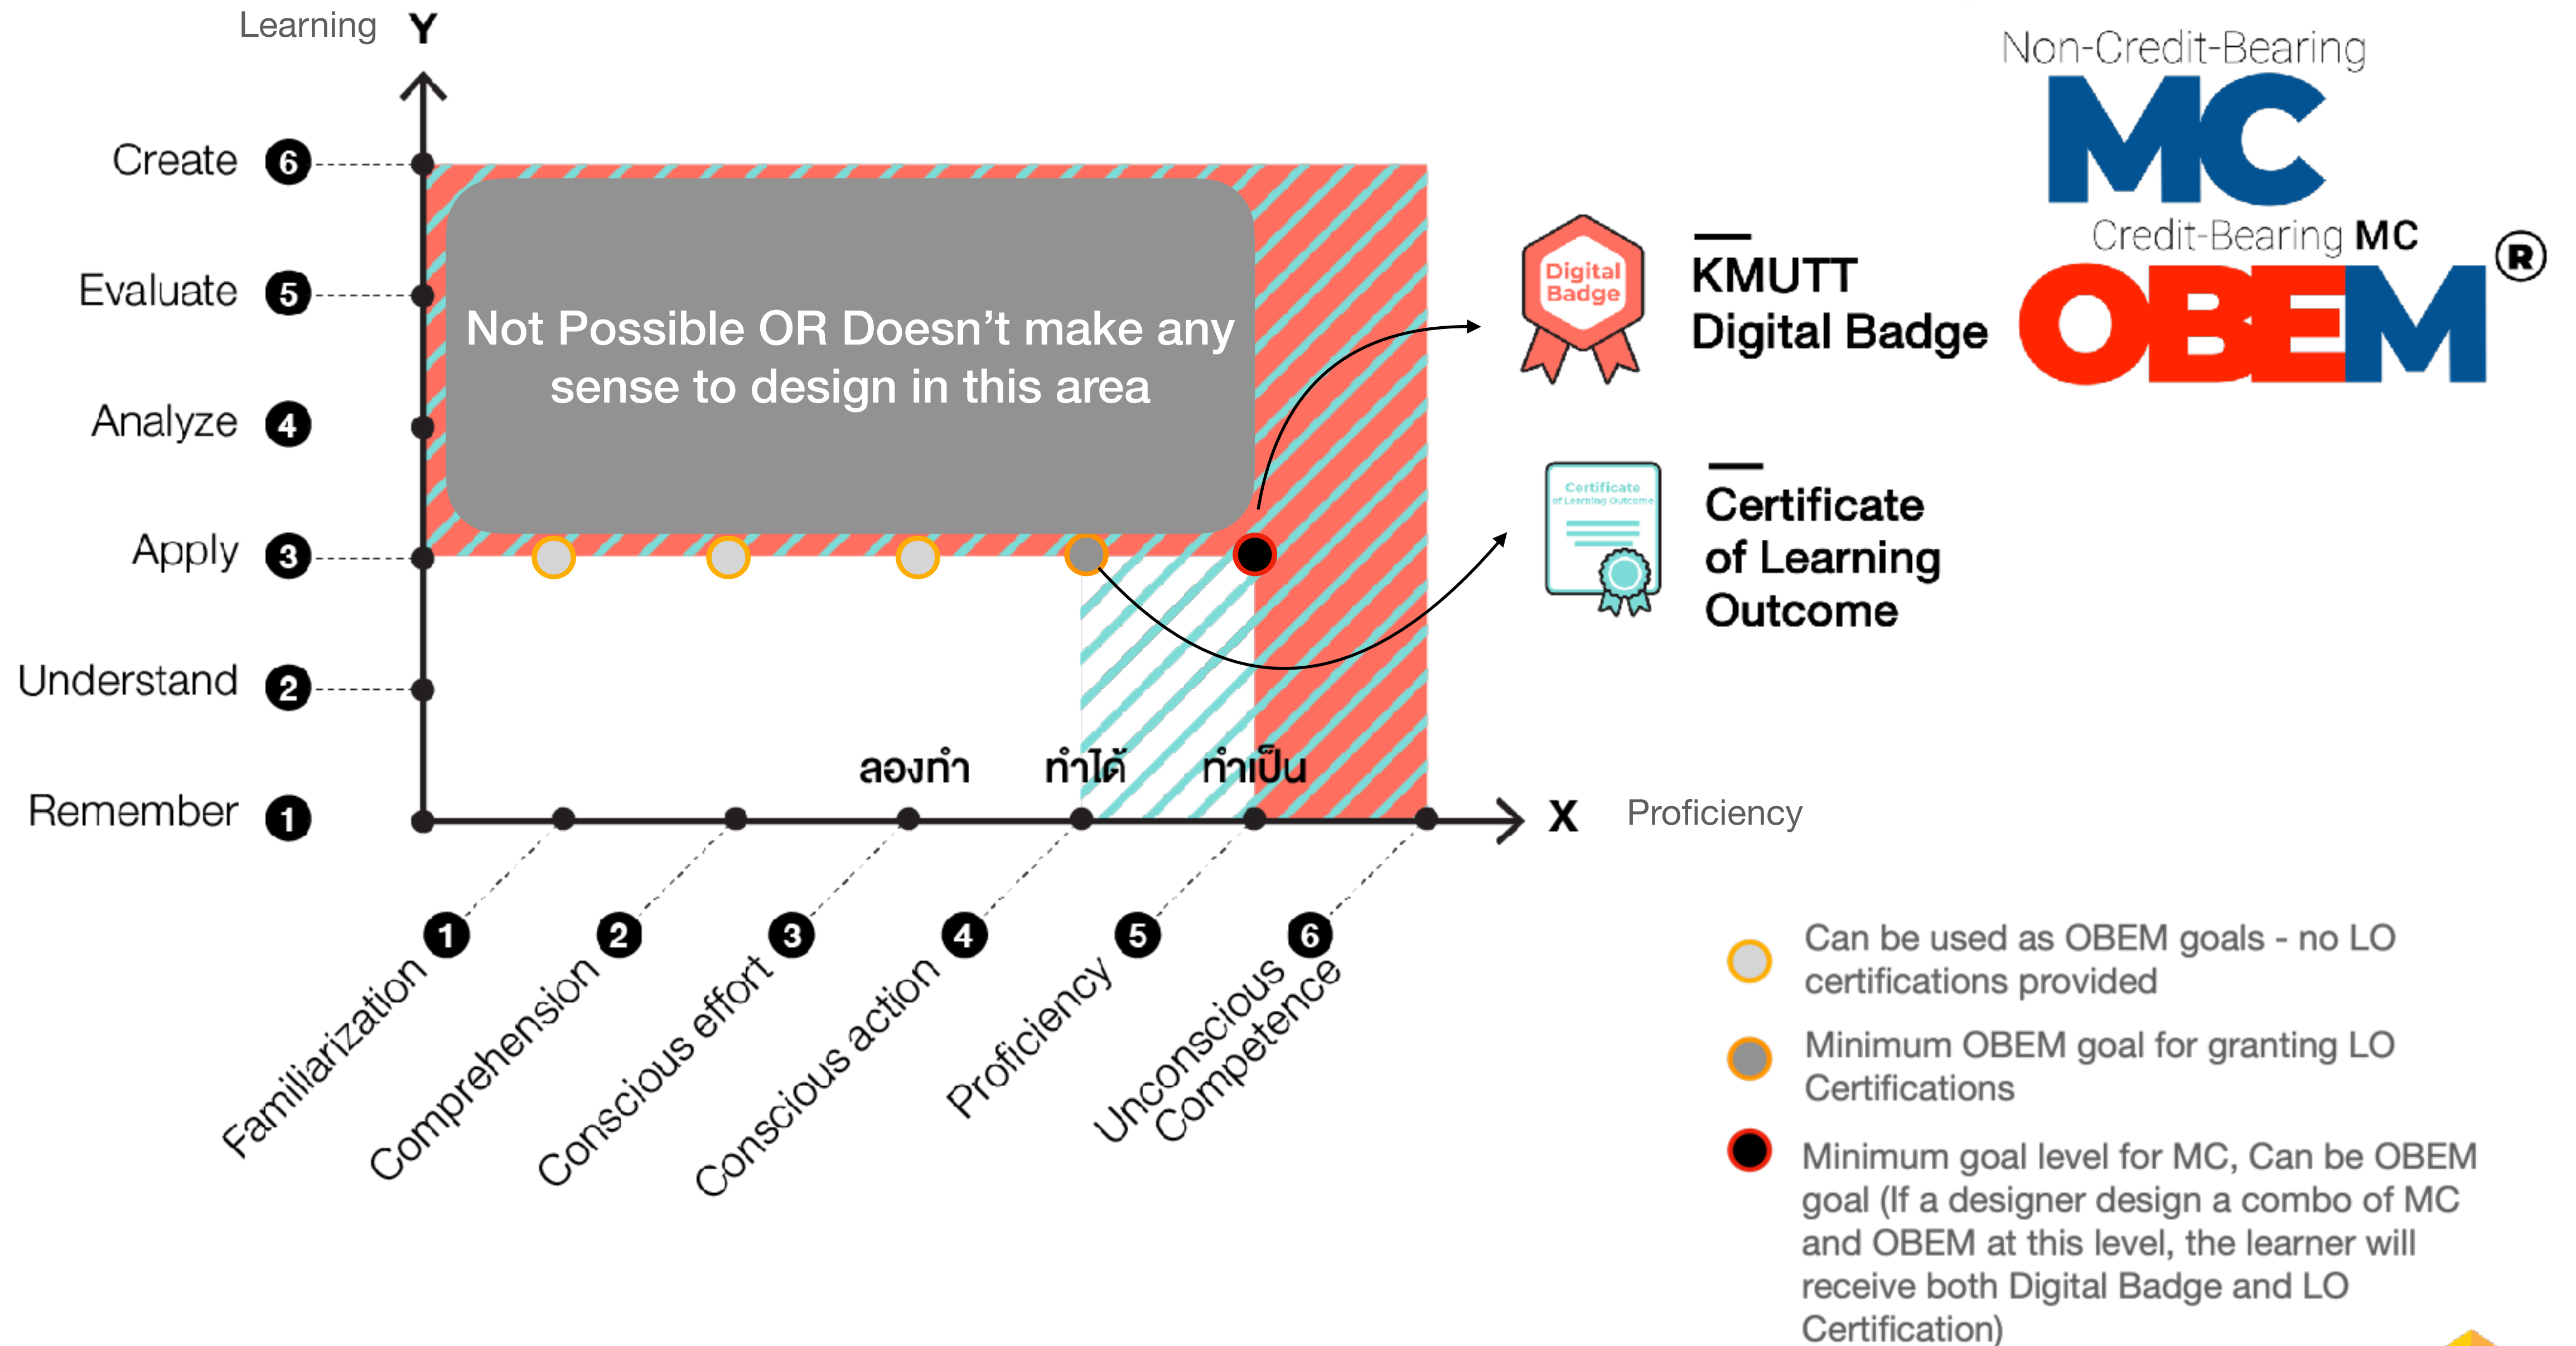 Learning Y
Create 6
Evaluate 5
Analyze 4
Apply 3
Understand 2
Remember 1
Not Possible OR Doesn't make any
sense to design in this area
ลองทำ ทำได้ ทำเป็น
X Proficiency
Familiarization 1
Comprehension 2
Conscious effort 3
Conscious action 4
Proficiency 5
Unconscious 6
Competence
Digital
Badge
KMUTT
Digital Badge
Certificate
of Learning Outcome
Certificate
of Learning
Outcome
Non-Credit-Bearing
MC
Credit-Bearing MC
OBEM ®
Can be used as OBEM goals - no LO
certifications provided
Minimum OBEM goal for granting LO
Certifications
Minimum goal level for MC, Can be OBEM
goal (If a designer design a combo of MC
and OBEM at this level, the learner will
receive both Digital Badge and LO
Certification)